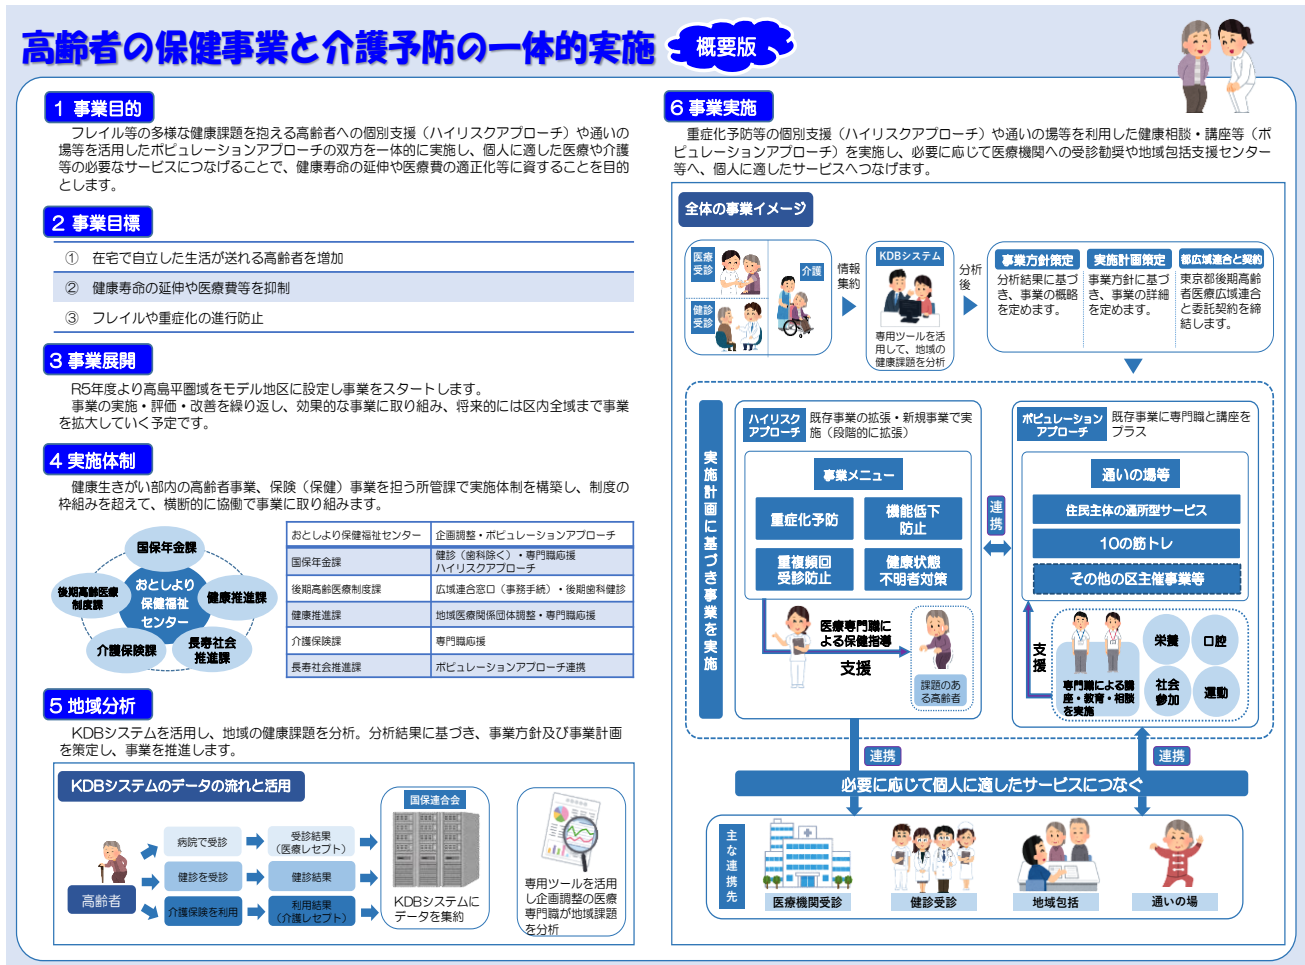 高齢者の保健事業と介護予防の一体的実施
概要版
1 事業目的
フレイル等の多様な健康課題を抱える高齢者への個別支援（ハイリスクアプローチ）や通いの
場等を活用したポピュレーションアプローチの双方を一体的に実施し、個人に適した医療や介護
等の必要なサービスにつなげることで、健康寿命の延伸や医療費の適正化等に資することを目的
とします。
2 事業目標
① 在宅で自立した生活が送れる高齢者を増加
② 健康寿命の延伸や医療費等を抑制
③ フレイルや重症化の進行防止
3 事業展開
R5年度より高島平圏域をモデル地区に設定し事業をスタートします。
事業の実施・評価・改善を繰り返し、効果的な事業に取り組み、将来的には区内全域まで事業
を拡大していく予定です。
4 実施体制
健康生きがい部内の高齢者事業、保険（保健）事業を担う所管課で実施体制を構築し、制度の
枠組みを超えて、横断的に協働で事業に取り組みます。
国保年金課
後期高齢医療
制度課
おとしより
保健福祉
センター
健康推進課
介護保険課
長寿社会
推進課
おとしより保健福祉センター 企画調整・ポピュレーションアプローチ
国保年金課 健診（歯科除く）・専門職応援
ハイリスクアプローチ
後期高齢医療制度課 広域連合窓口（事務手続）・後期歯科健診
健康推進課 地域医療関係団体調整・専門職応援
介護保険課 専門職応援
長寿社会推進課 ポピュレーションアプローチ連携
5 地域分析
KDBシステムを活用し、地域の健康課題を分析。分析結果に基づき、事業方針及び事業計画
を策定し、事業を推進します。
KDBシステムのデータの流れと活用
高齢者
病院で受診
受診結果
（医療レセプト）
健診を受診
健診結果
介護保険を利用
利用結果
（介護レセプト）
国保連合会
KDBシステムに
データを集約
専用ツールを活用
し企画調整の医療
専門職が地域課題
を分析
6 事業実施
重症化予防等の個別支援（ハイリスクアプローチ）や通いの場等を利用した健康相談・講座等（ポ
ピュレーションアプローチ）を実施し、必要に応じて医療機関への受診勧奨や地域包括支援センター
等へ、個人に適したサービスへつなげます。
全体の事業イメージ
医療
受診
健診
受診
介護
情報
集約
KDBシステム
専用ツールを活
用して、地域の
健康課題を分析
分析
後
事業方針策定
分析結果に基づ
き、事業の概略
を定めます。
実施計画策定
事業方針に基づ
き、事業の詳細
を定めます。
都広域連合と契約
東京都後期高齢
者医療広域連合
と委託契約を締
結します。
実施計画に基づき事業を実施
ハイリスク
アプローチ
既存事業の拡張・新規事業で実
施（段階的に拡張）
事業メニュー
重症化予防
機能低下
防止
重複頻回
受診防止
健康状態
不明者対策
医療専門職に
よる保健指導
支援
課題のあ
る高齢者
連携
ポピュレーション
アプローチ
既存事業に専門職と講座を
プラス
通いの場等
住民主体の通所型サービス
10の筋トレ
その他の区主催事業等
支援
専門職による講
座・教育・相談
を実施
栄養
口腔
社会
参加
運動
連携
連携
必要に応じて個人に適したサービスにつなぐ
主な連携先
医療機関受診
健診受診
地域包括
通いの場